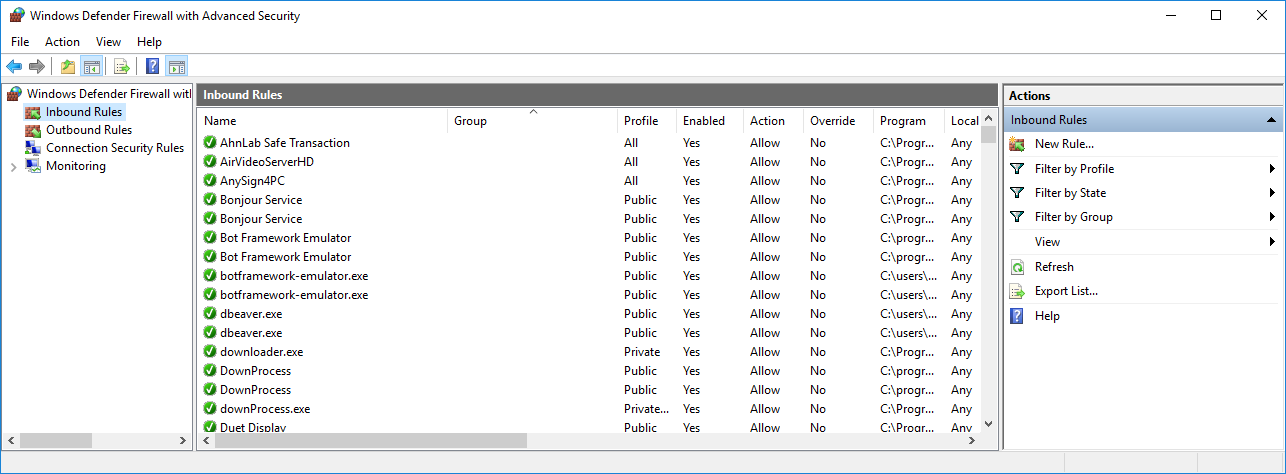 Windows Defender Firewall with Advanced Security
File Action View Help
Windows Defender Firewall wit
Inbound Rules
Outbound Rules
Connection Security Rules
Monitoring
Inbound Rules
Name Group Profile Enabled Action Override Program Local
AhnLab Safe Transaction All Yes Allow No C:\Progr... Any
AirVideoServerHD All Yes Allow No C:\Progr... Any
AnySign4PC All Yes Allow No C:\Progr... Any
Bonjour Service Public Yes Allow No C:\Progr... Any
Bonjour Service Public Yes Allow No C:\Progr... Any
Bot Framework Emulator Public Yes Allow No C:\progr... Any
Bot Framework Emulator Public Yes Allow No C:\progr... Any
botframework-emulator.exe Public Yes Allow No C:\users\... Any
botframework-emulator.exe Public Yes Allow No C:\users\... Any
dbeaver.exe Public Yes Allow No C:\users\... Any
dbeaver.exe Public Yes Allow No C:\users\... Any
downloader.exe Private Yes Allow No C:\Progr... Any
DownProcess Public Yes Allow No C:\Progr... Any
DownProcess Public Yes Allow No C:\Progr... Any
downProcess.exe Private... Yes Allow No C:\Progr... Any
Duet Display Public Yes Allow No C:\Progr... Any
Actions
Inbound Rules
New Rule...
Filter by Profile
Filter by State
Filter by Group
View
Refresh
Export List...
Help